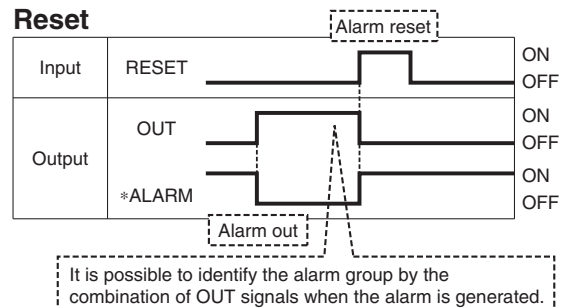 Reset
Alarm reset
Input RESET ON
OFF
Output OUT ON
OFF
*ALARM ON
OFF
Alarm out
It is possible to identify the alarm group by the
combination of OUT signals when the alarm is generated.